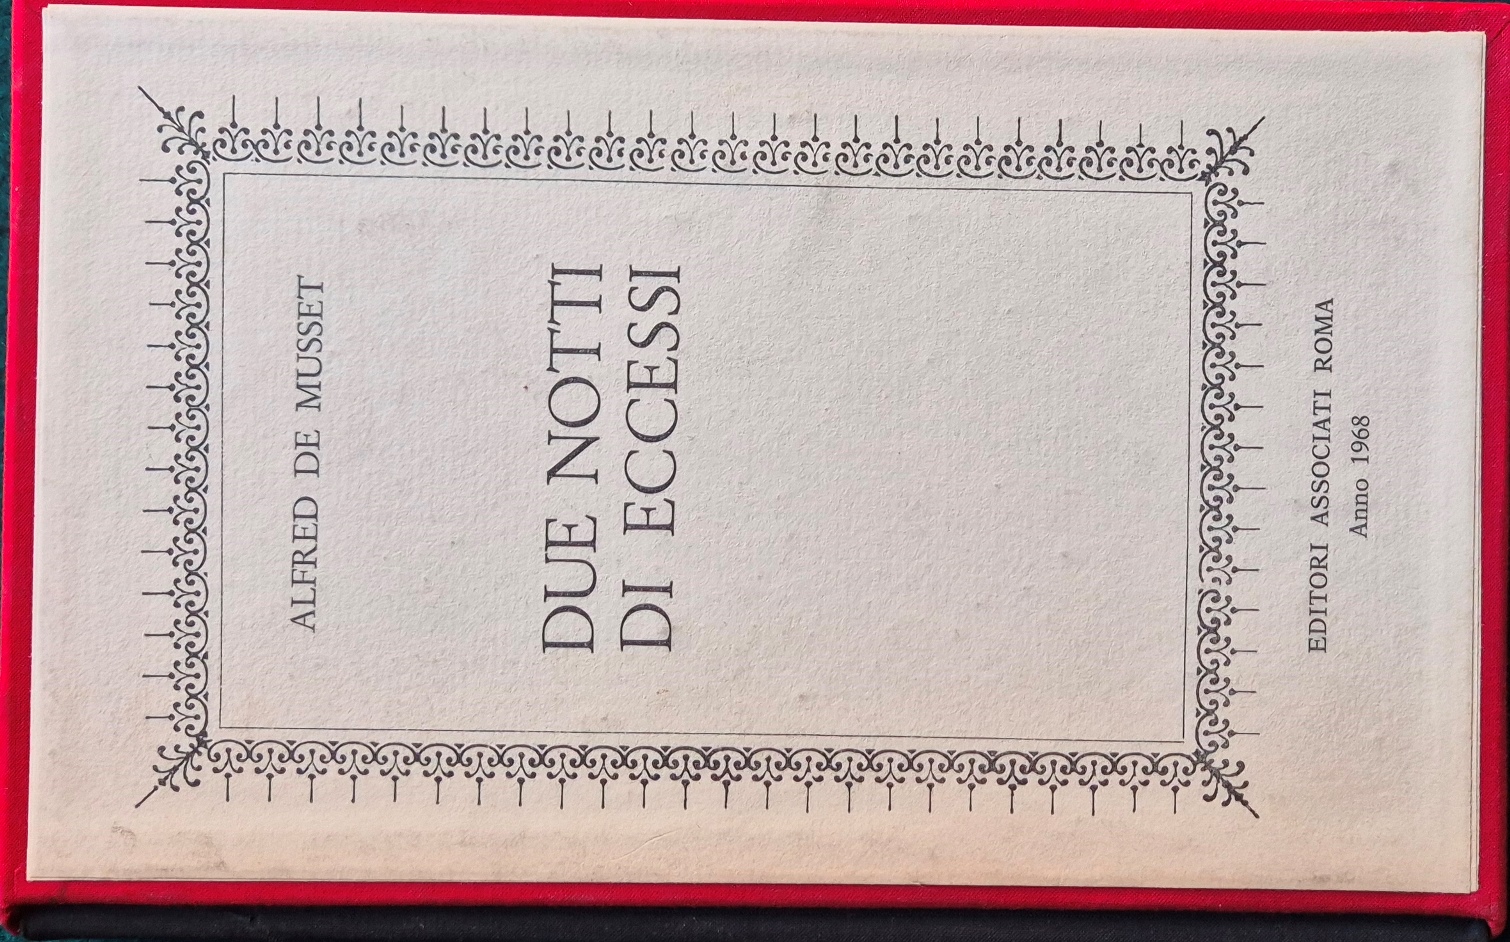 ALFRED DE MUSSET
DUE NOTTI
DI ECCESSI
EDITORI ASSOCIATI ROMA
Anno 1968